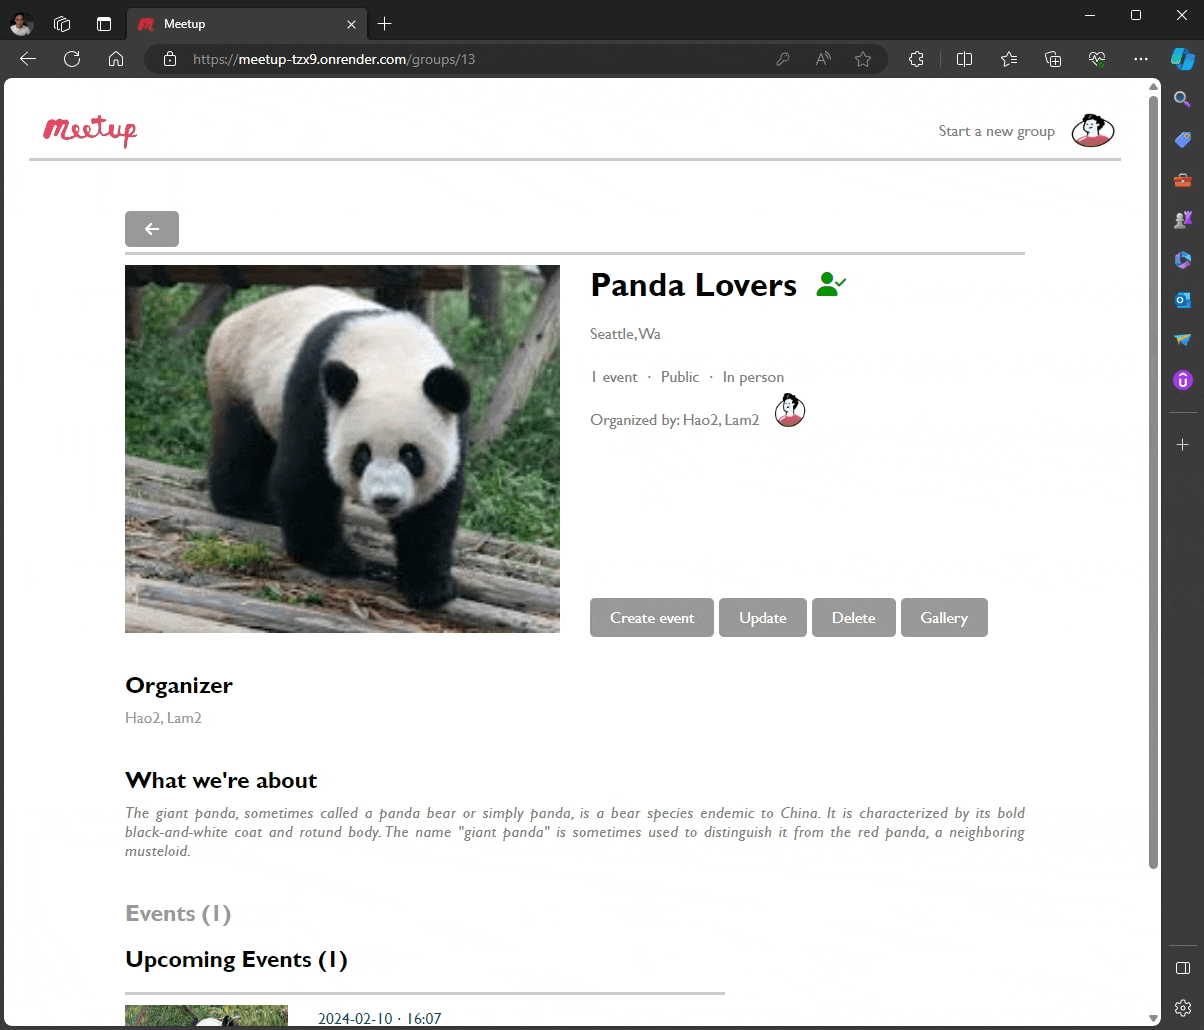 Meetup
https://meetup-tzx9.onrender.com/groups/13
meetup
Start a new group
Panda Lovers
Seattle, Wa
1 event · Public · In person
Organized by: Hao2, Lam2
Create event
Update
Delete
Gallery
Organizer
Hao2, Lam2
What we're about
The giant panda, sometimes called a panda bear or simply panda, is a bear species endemic to China. It is characterized by its bold
black-and-white coat and rotund body. The name "giant panda" is sometimes used to distinguish it from the red panda, a neighboring
musteloid.
Events (1)
Upcoming Events (1)
2024-02-10 · 16:07